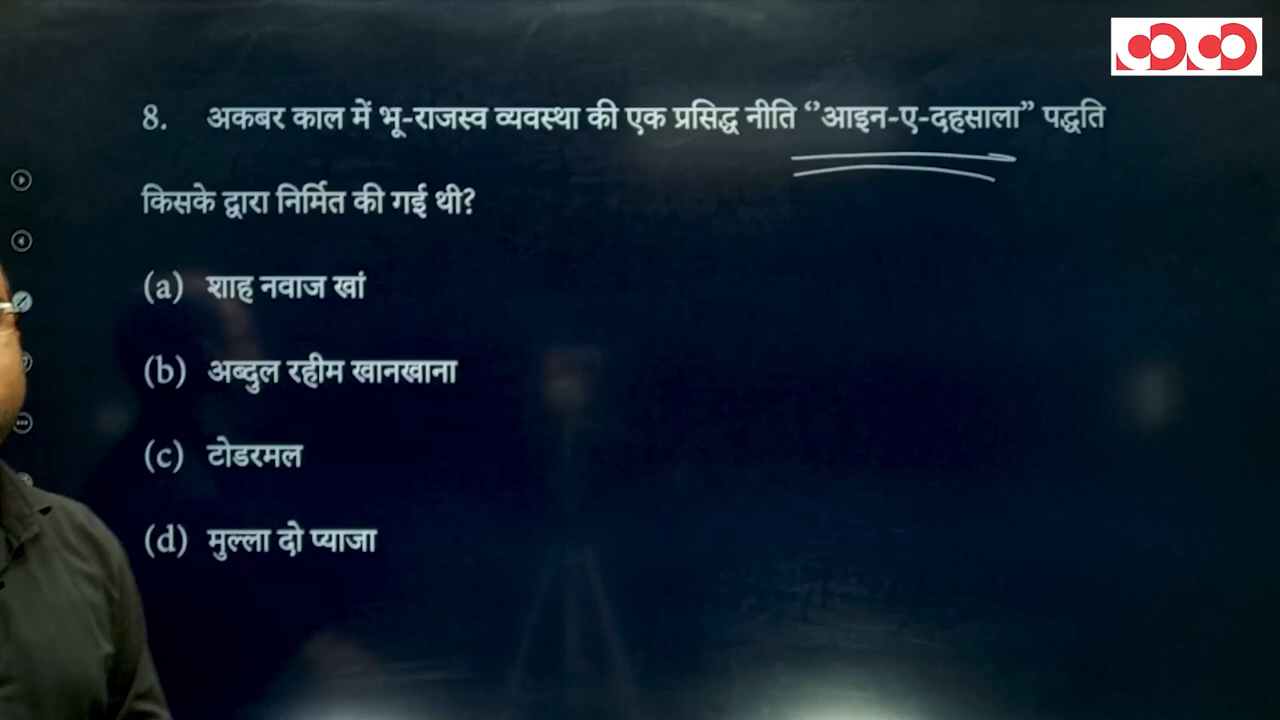 8. अकबर काल में भू-राजस्व व्यवस्था की एक प्रसिद्ध नीति ‘’आइन-ए-दहसाला” पद्धति
किसके द्वारा निर्मित की गई थी?
(a) शाह नवाज खां
(b) अब्दुल रहीम खानखाना
(c) टोडरमल
(d) मुल्ला दो प्याजा